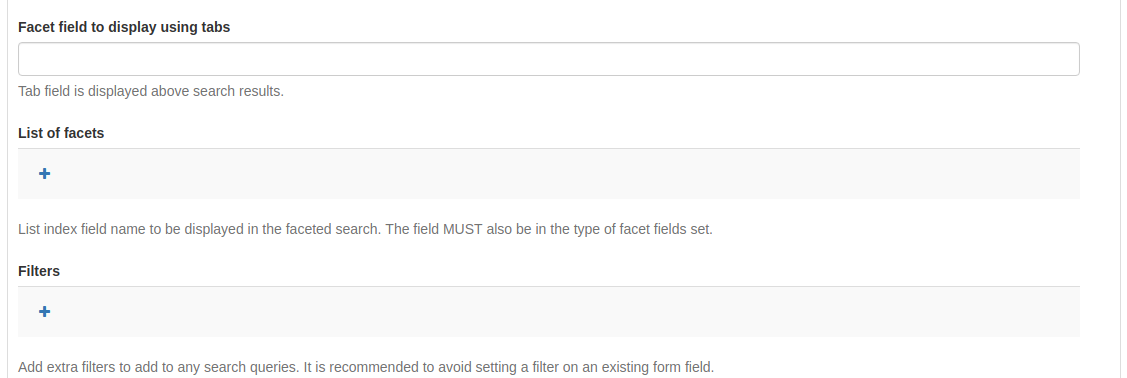 Facet field to display using tabs
Tab field is displayed above search results.
List of facets
List index field name to be displayed in the faceted search. The field MUST also be in the type of facet fields set.
Filters
Add extra filters to add to any search queries. It is recommended to avoid setting a filter on an existing form field.